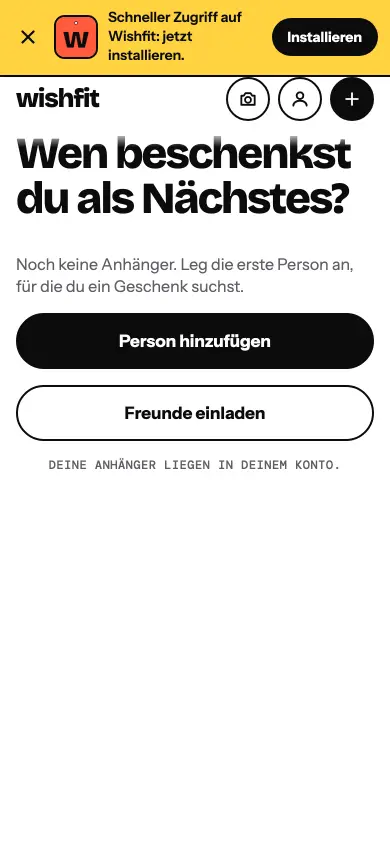 Schneller Zugriff auf
Wishfit: jetzt
installieren.
w
Installieren
wishfit
Wen beschenkst
du als Nächstes?
Noch keine Anhänger. Leg die erste Person an,
für die du ein Geschenk suchst.
Person hinzufügen
Freunde einladen
DEINE ANHÄNGER LIEGEN IN DEINEM KONTO.